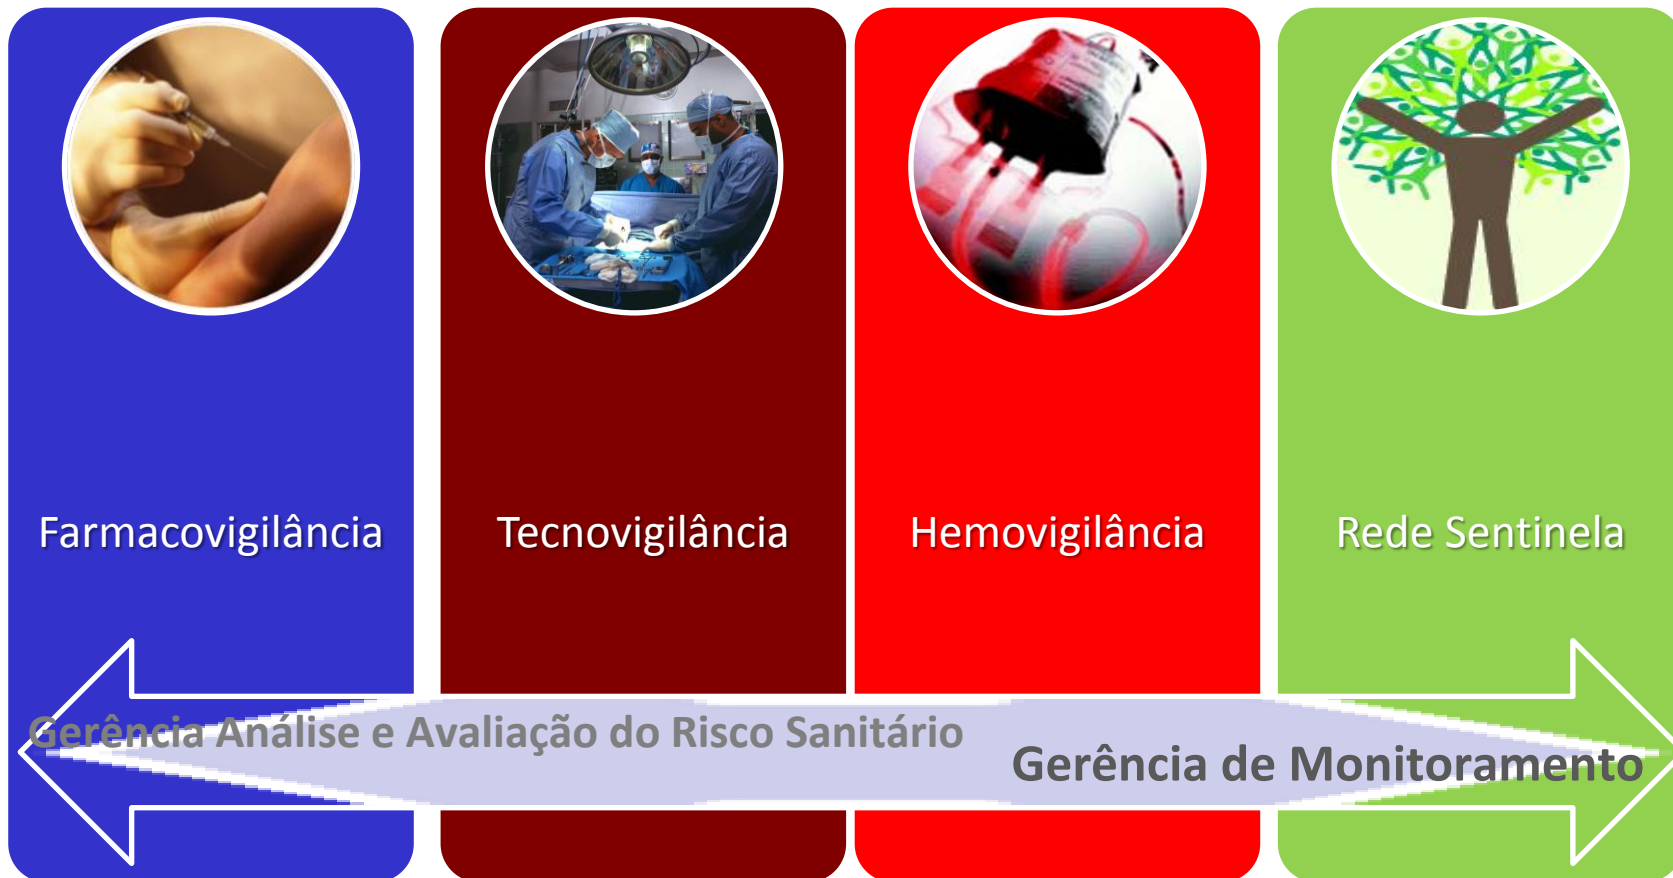 Farmacovigilância
Tecnovigilância
Hemovigilância
Rede Sentinela
Gerência Análise e Avaliação do Risco Sanitário
Gerência de Monitoramento